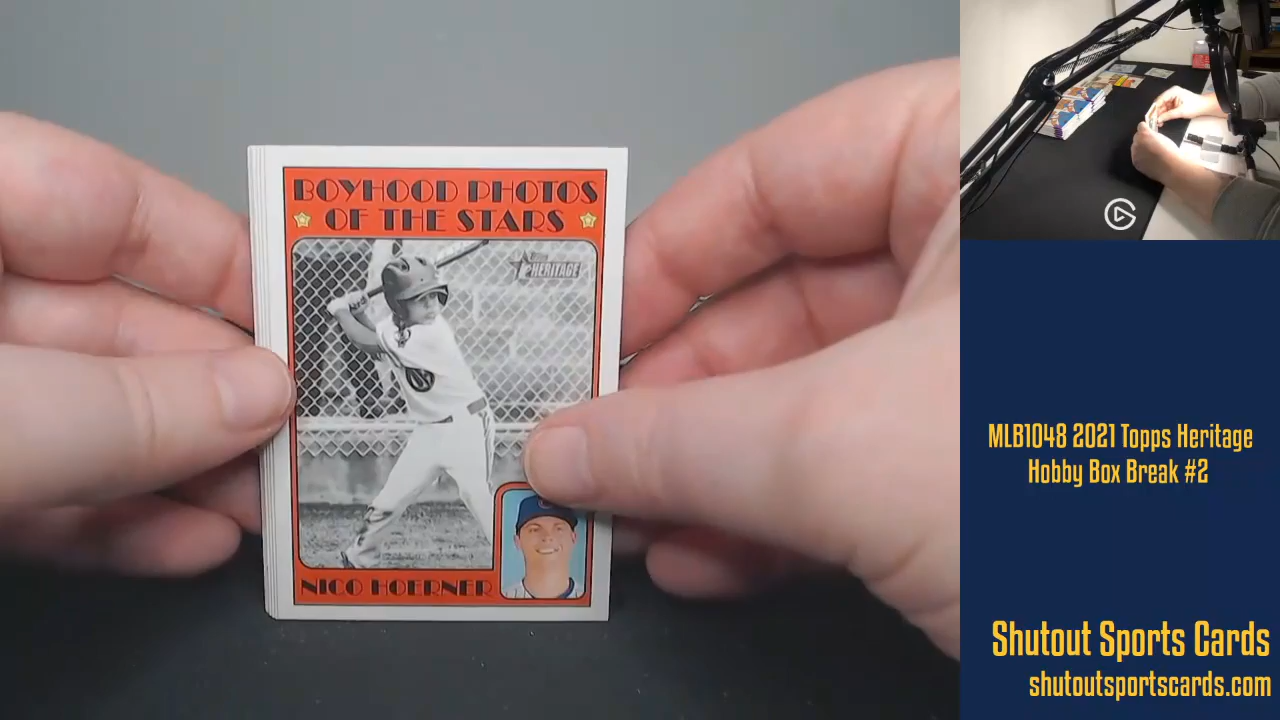 BOYHOOD PHOTOS
OF THE STARS
Topps
HERITAGE
NICO HOERNER
MLB1048 2021 Topps Heritage
Hobby Box Break #2
Shutout Sports Cards
shutoutsportscards.com